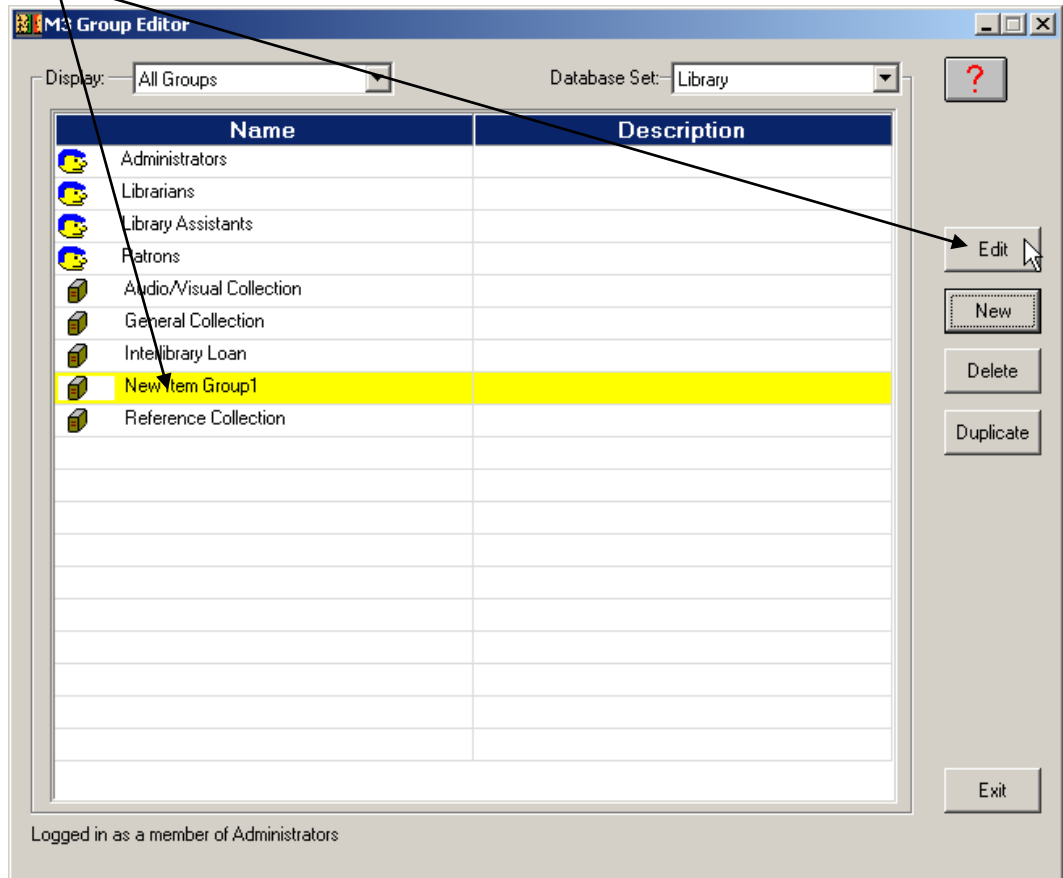 M3 Group Editor
Display: All Groups Database Set: Library ?
Name Description
Administrators
Librarians
Library Assistants
Patrons
Audio/Visual Collection
General Collection
Interlibrary Loan
New Item Group1
Reference Collection
Edit
New
Delete
Duplicate
Exit
Logged in as a member of Administrators